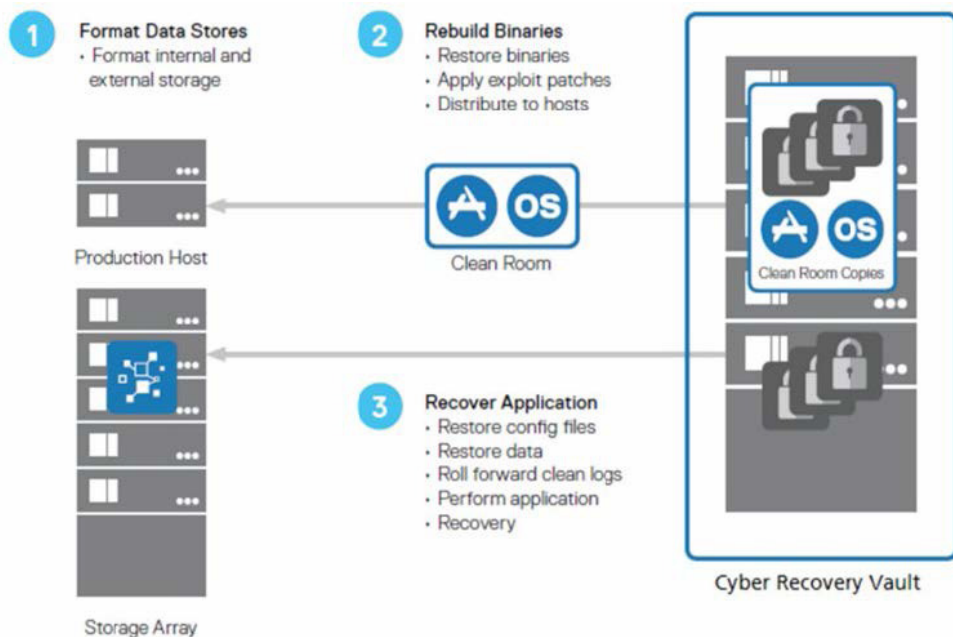 1
Format Data Stores
• Format internal and
external storage
2
Rebuild Binaries
• Restore binaries
• Apply exploit patches
• Distribute to hosts
Production Host
OS
Clean Room
OS
Clean Room Copies
3
Recover Application
• Restore config files
• Restore data
• Roll forward clean logs
• Perform application
• Recovery
Storage Array
Cyber Recovery Vault